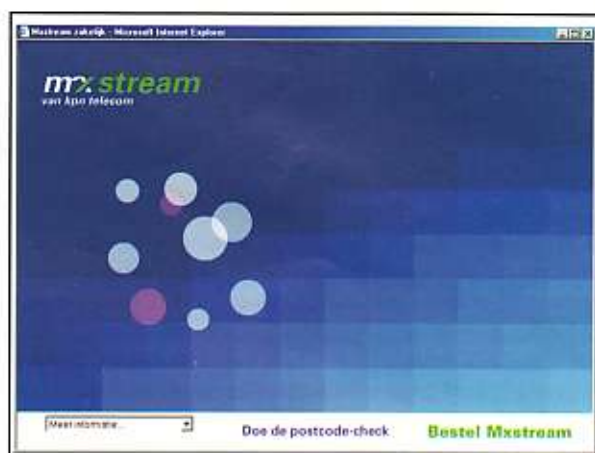 Mxstream zakelijk - Microsoft Internet Explorer
mxstream
van kpn telecom
Meer informatie...
Doe de postcode-check
Bestel Mxstream